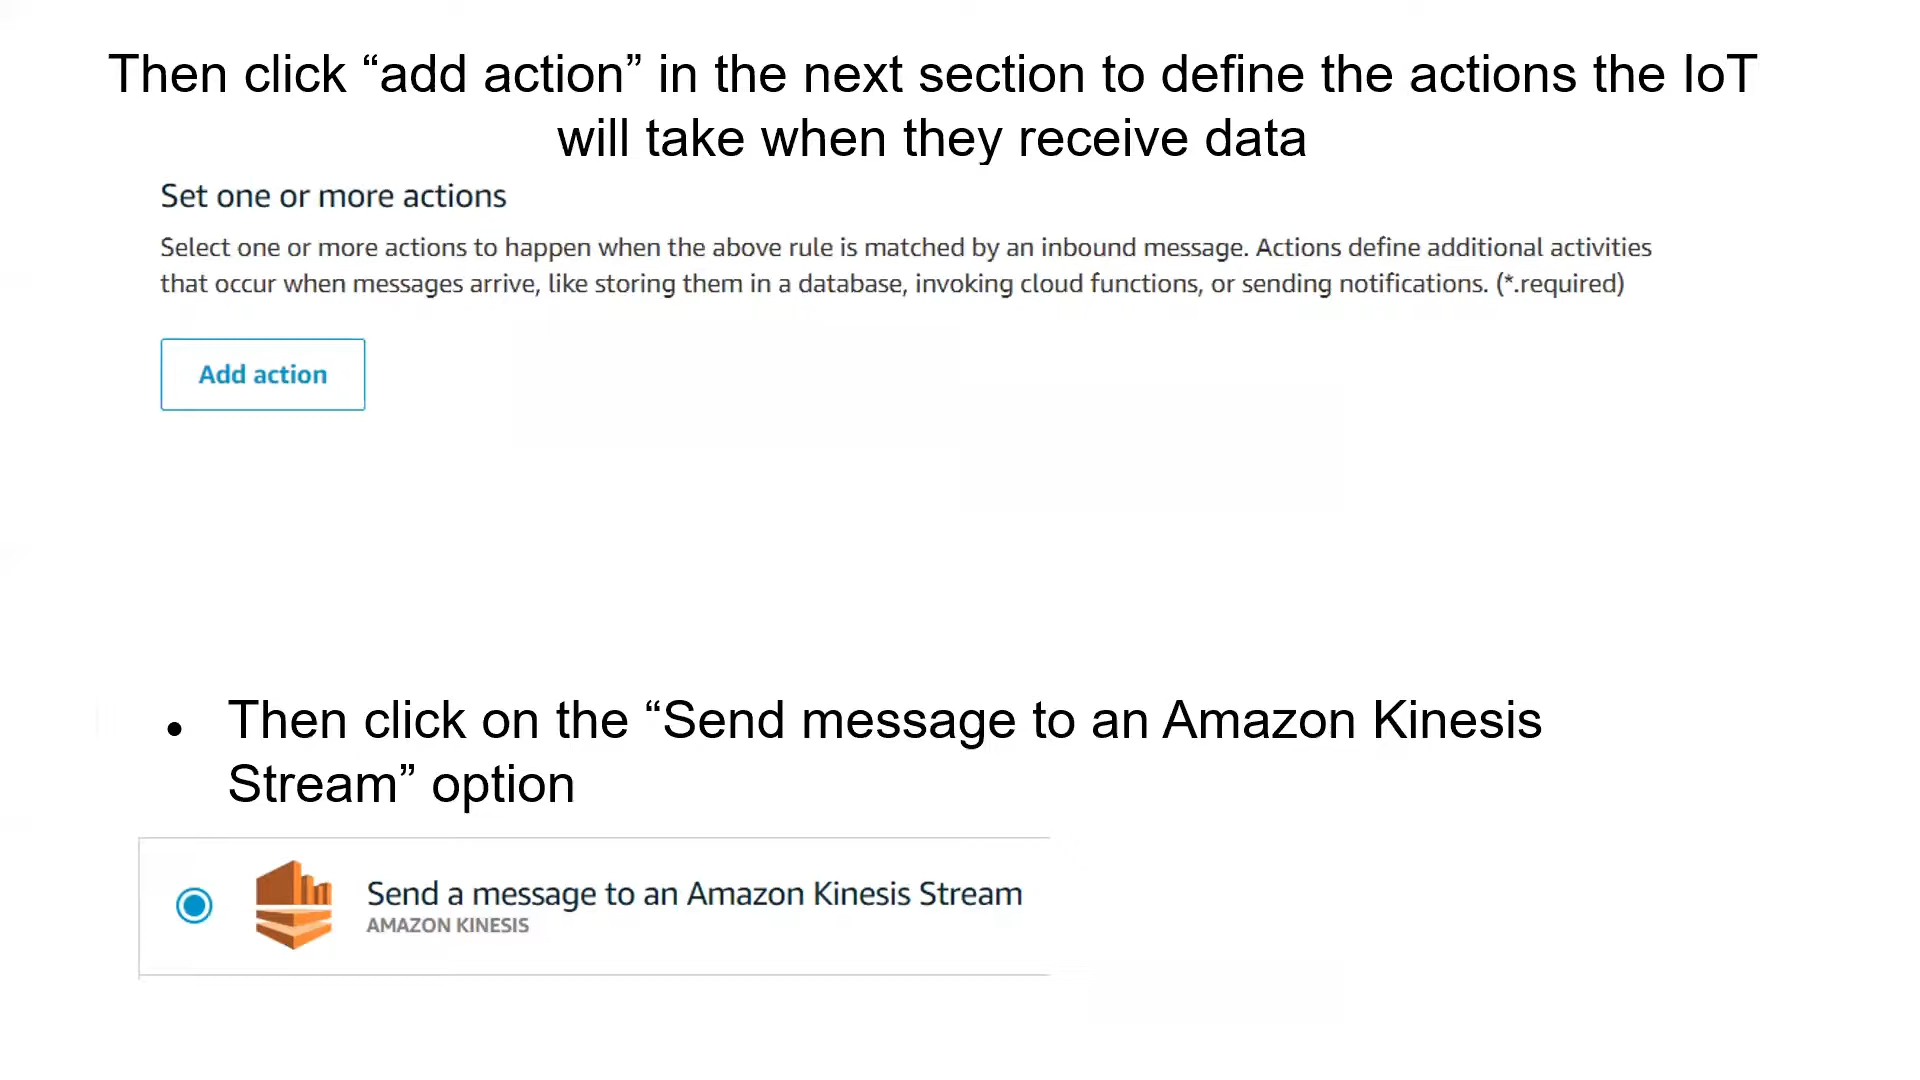 Then click “add action” in the next section to define the actions the IoT
will take when they receive data
Set one or more actions
Select one or more actions to happen when the above rule is matched by an inbound message. Actions define additional activities
that occur when messages arrive, like storing them in a database, invoking cloud functions, or sending notifications. (*.required)
Add action
• Then click on the “Send message to an Amazon Kinesis
Stream” option
Send a message to an Amazon Kinesis Stream
AMAZON KINESIS